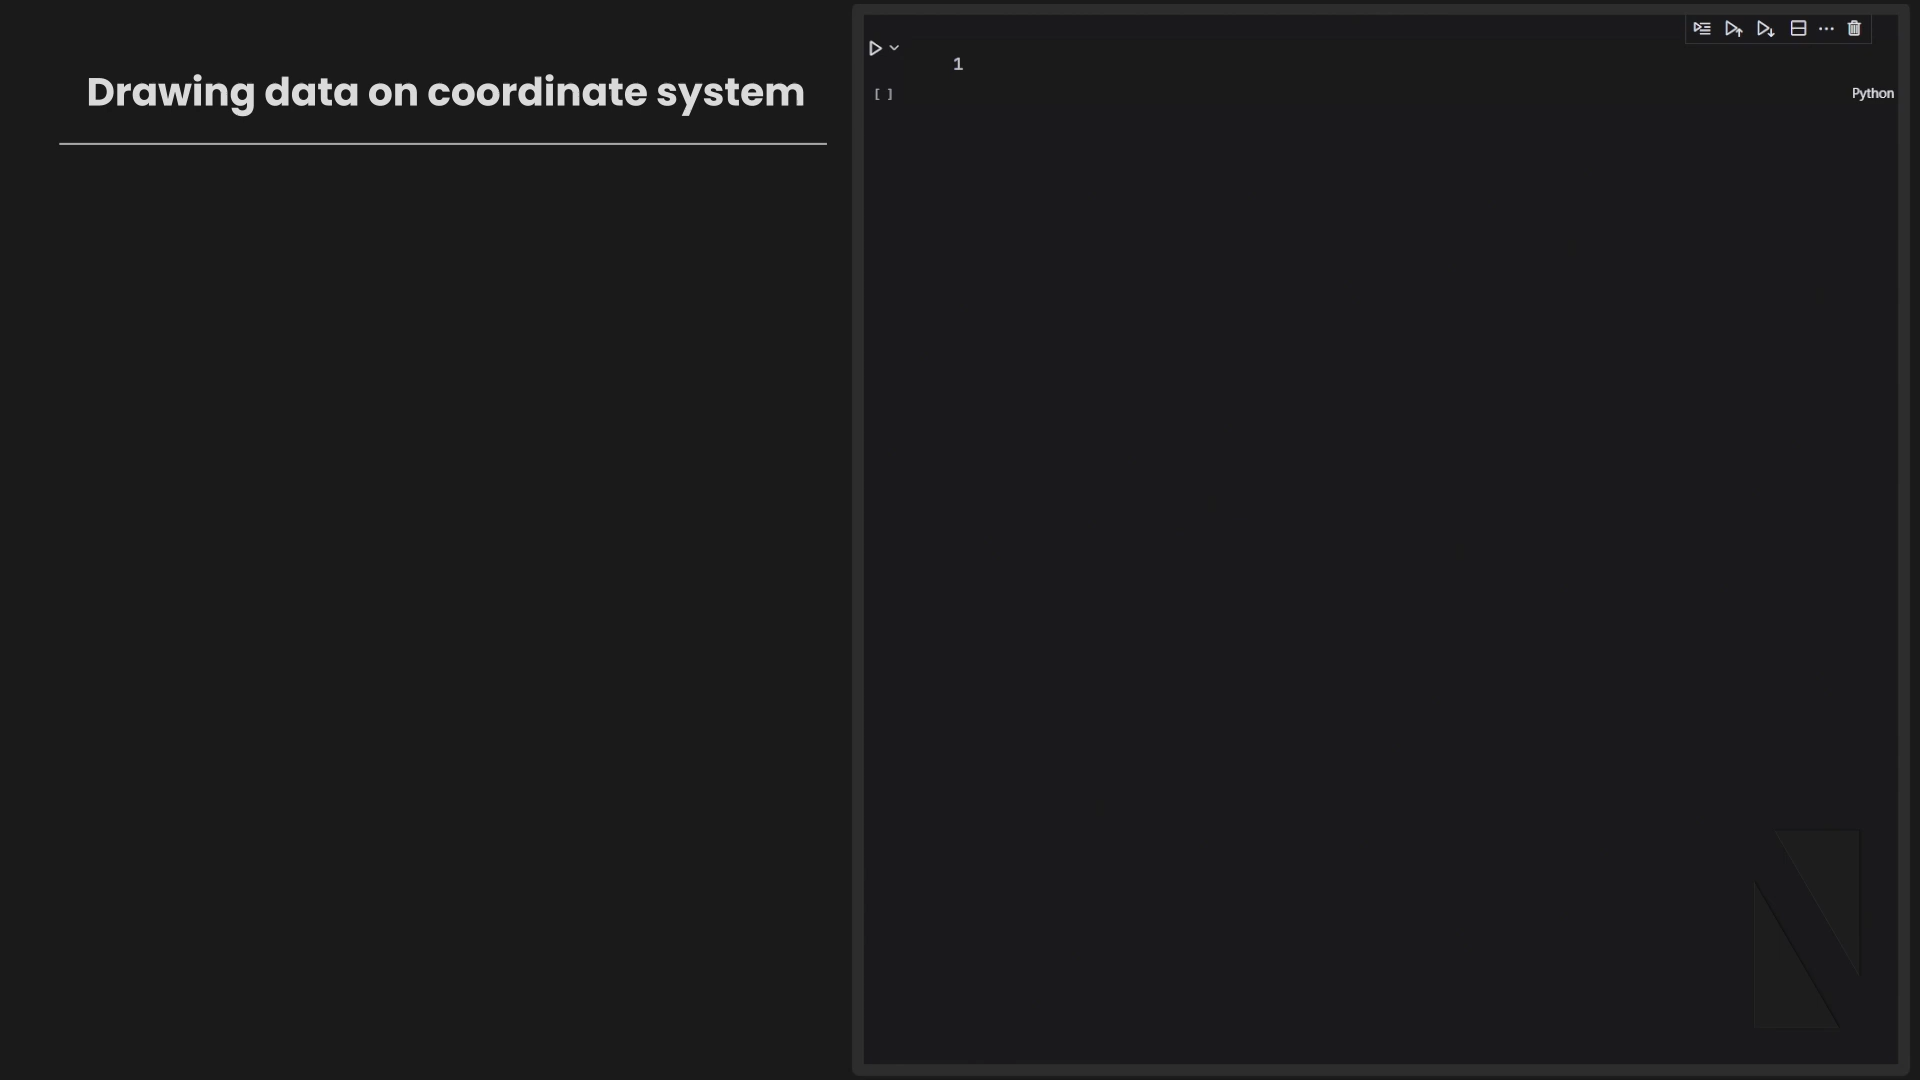 Drawing data on coordinate system
1
[ ]
Python